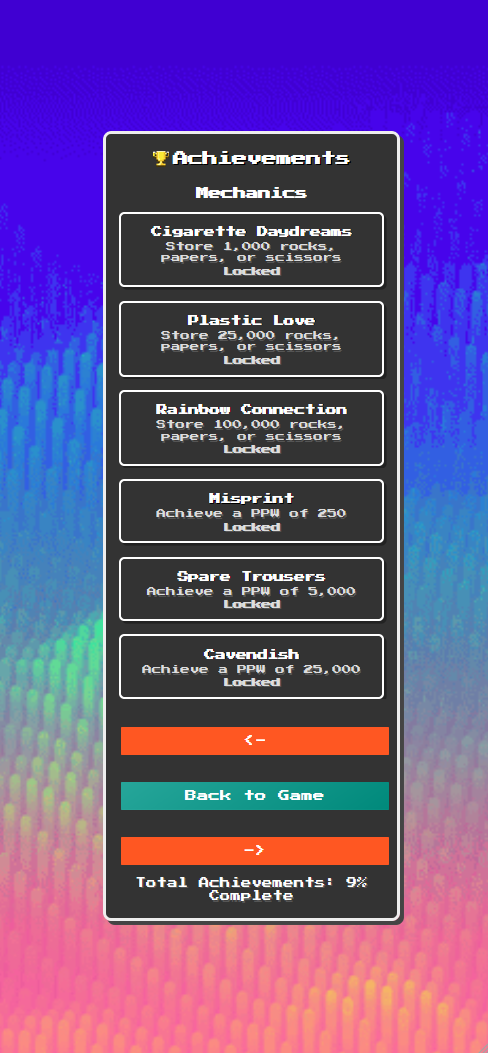 🏆Achievements
Mechanics
Cigarette Daydreams
Store 1,000 rocks,
papers, or scissors
Locked
Plastic Love
Store 25,000 rocks,
papers, or scissors
Locked
Rainbow Connection
Store 100,000 rocks,
papers, or scissors
Locked
Misprint
Achieve a PPW of 250
Locked
Spare Trousers
Achieve a PPW of 5,000
Locked
Cavendish
Achieve a PPW of 25,000
Locked
<-
Back to Game
->
Total Achievements: 9%
Complete